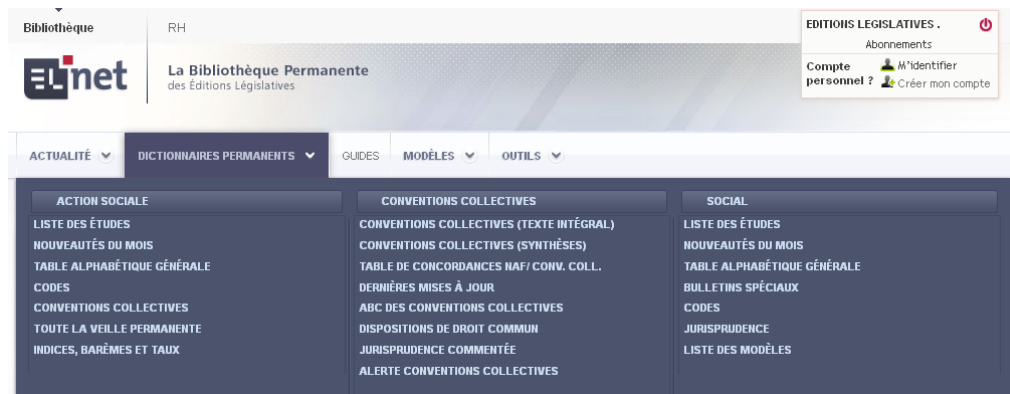 Bibliothèque
RH
EDITIONS LEGISLATIVES .
Abonnements
Compte personnel ?
M'identifier
Créer mon compte
ELnet
La Bibliothèque Permanente
des Éditions Législatives
ACTUALITÉ
DICTIONNAIRES PERMANENTS
GUIDES
MODÈLES
OUTILS
ACTION SOCIALE
LISTE DES ÉTUDES
NOUVEAUTÉS DU MOIS
TABLE ALPHABÉTIQUE GÉNÉRALE
CODES
CONVENTIONS COLLECTIVES
TOUTE LA VEILLE PERMANENTE
INDICES, BARÈMES ET TAUX
CONVENTIONS COLLECTIVES
CONVENTIONS COLLECTIVES (TEXTE INTÉGRAL)
CONVENTIONS COLLECTIVES (SYNTHÈSES)
TABLE DE CONCORDANCES NAF/ CONV. COLL.
DERNIÈRES MISES À JOUR
ABC DES CONVENTIONS COLLECTIVES
DISPOSITIONS DE DROIT COMMUN
JURISPRUDENCE COMMENTÉE
ALERTE CONVENTIONS COLLECTIVES
SOCIAL
LISTE DES ÉTUDES
NOUVEAUTÉS DU MOIS
TABLE ALPHABÉTIQUE GÉNÉRALE
BULLETINS SPÉCIAUX
CODES
JURISPRUDENCE
LISTE DES MODÈLES